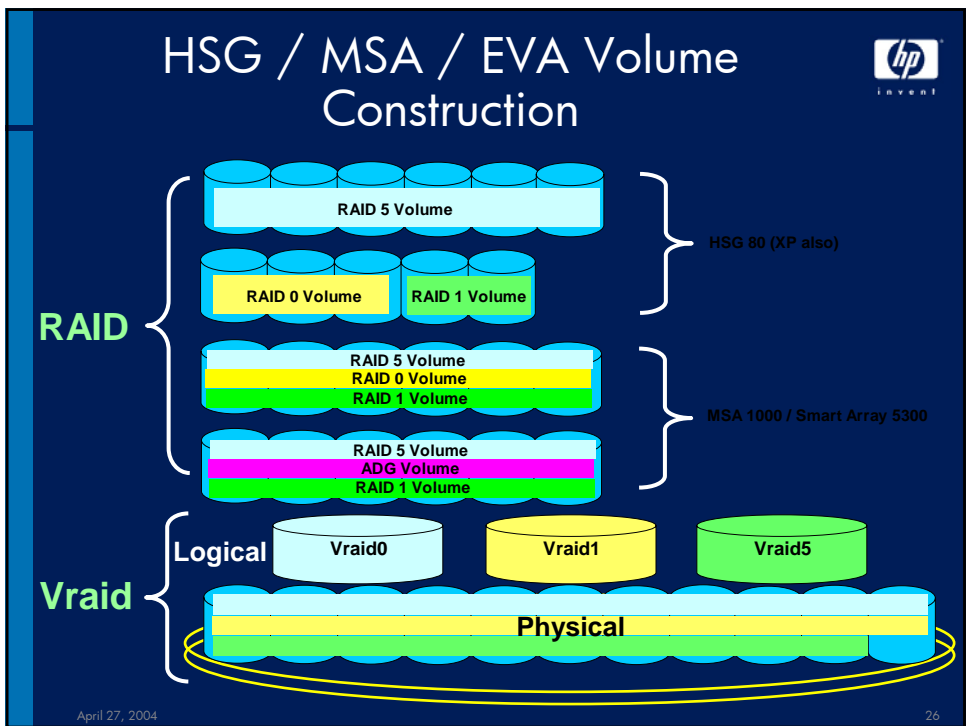 HSG / MSA / EVA Volume
Construction
hp
invent
RAID 5 Volume
HSG 80 (XP also)
RAID 0 Volume
RAID 1 Volume
RAID
RAID 5 Volume
RAID 0 Volume
RAID 1 Volume
MSA 1000 / Smart Array 5300
RAID 5 Volume
ADG Volume
RAID 1 Volume
Logical
Vraid0
Vraid1
Vraid5
Vraid
Physical
April 27, 2004
26